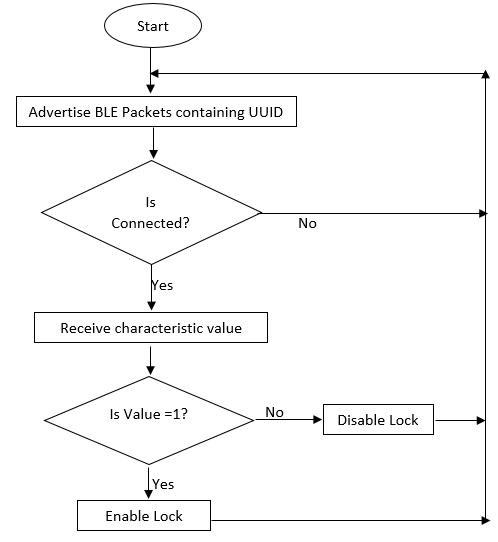 Start
Advertise BLE Packets containing UUID
Is
Connected?
No
Yes
Receive characteristic value
Is Value =1?
No
Disable Lock
Yes
Enable Lock